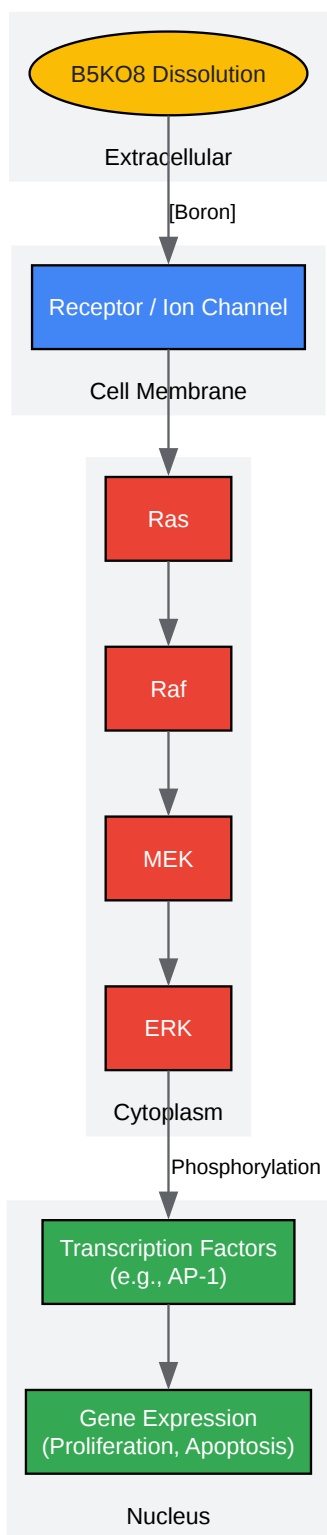 B5KO8 Dissolution
Extracellular
[Boron]
Receptor / Ion Channel
Cell Membrane
Ras
Raf
MEK
ERK
Cytoplasm
Phosphorylation
Transcription Factors
(e.g., AP-1)
Gene Expression
(Proliferation, Apoptosis)
Nucleus